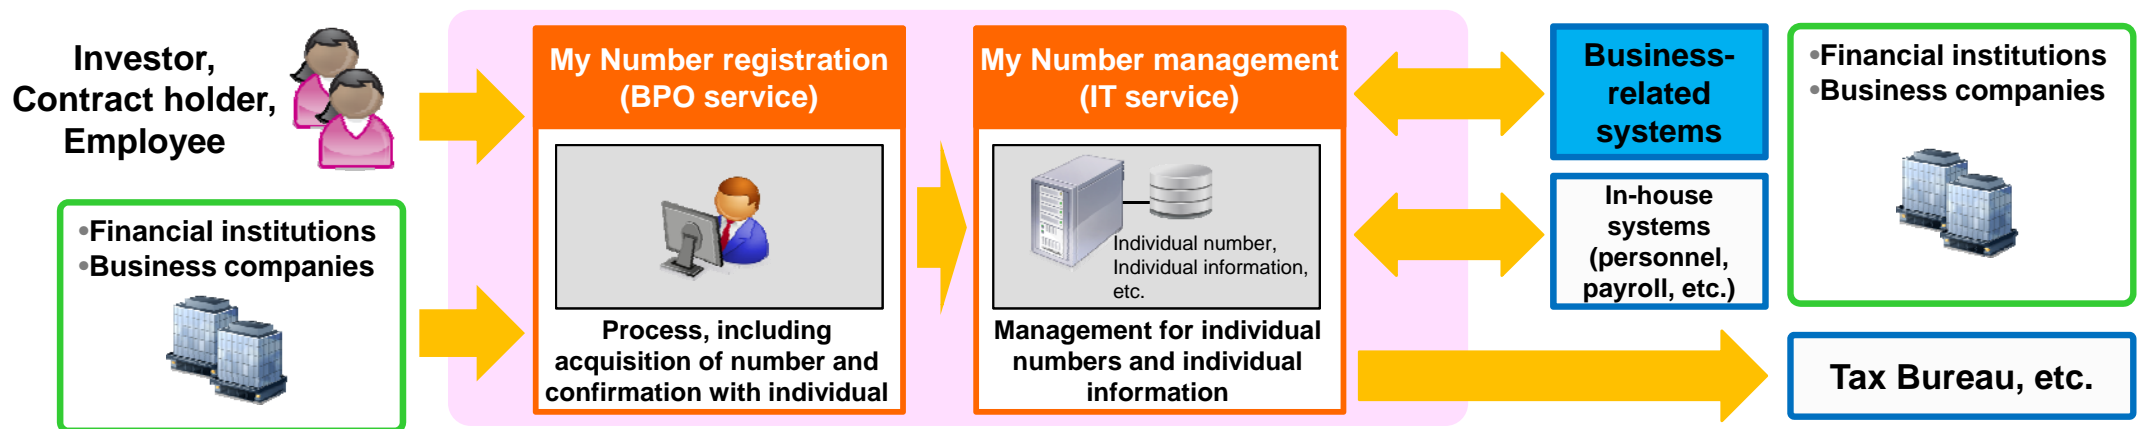 Investor,
Contract holder,
Employee
•Financial institutions
•Business companies
My Number registration
(BPO service)
Process, including
acquisition of number and
confirmation with individual
My Number management
(IT service)
Individual number,
Individual information,
etc.
Management for individual
numbers and individual
information
Business-
related
systems
In-house
systems
(personnel,
payroll, etc.)
•Financial institutions
•Business companies
Tax Bureau, etc.